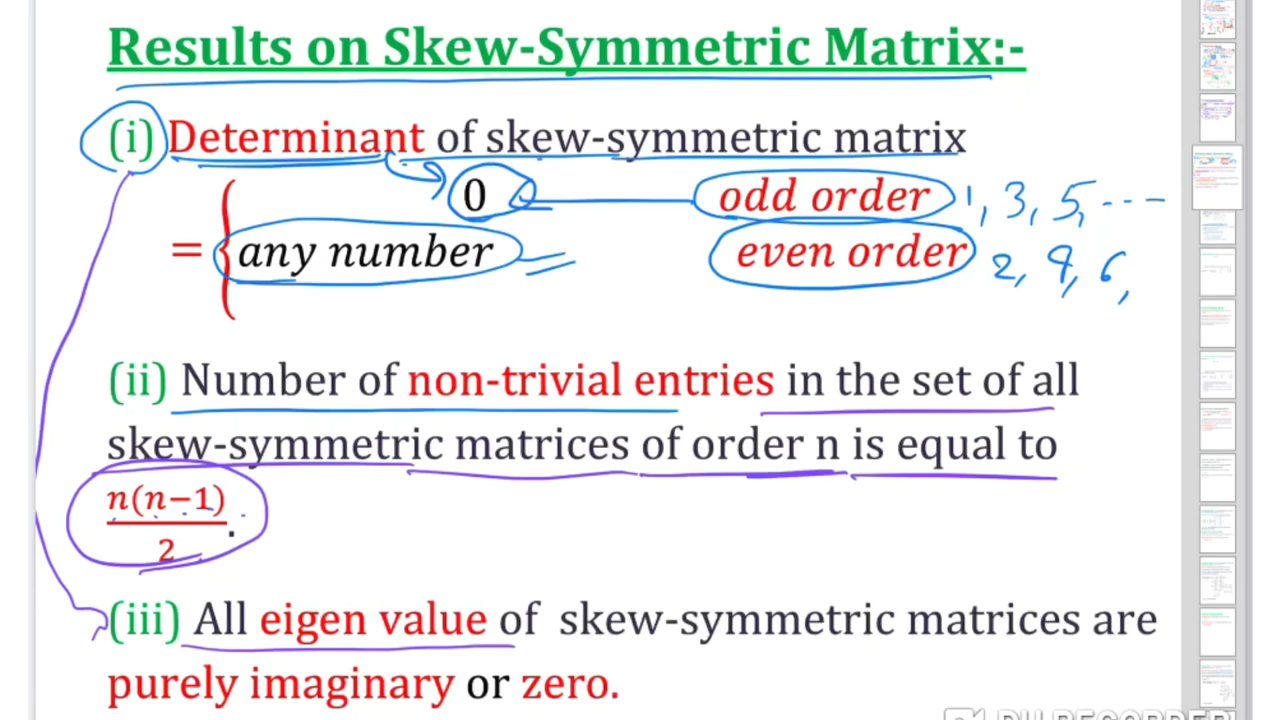 Results on Skew-Symmetric Matrix:-
(i) Determinant of skew-symmetric matrix
0 odd order 1, 3, 5, ----
= { any number even order 2, 4, 6,
(ii) Number of non-trivial entries in the set of all
skew-symmetric matrices of order n is equal to
n(n−1)
2 .
(iii) All eigen value of skew-symmetric matrices are
purely imaginary or zero.